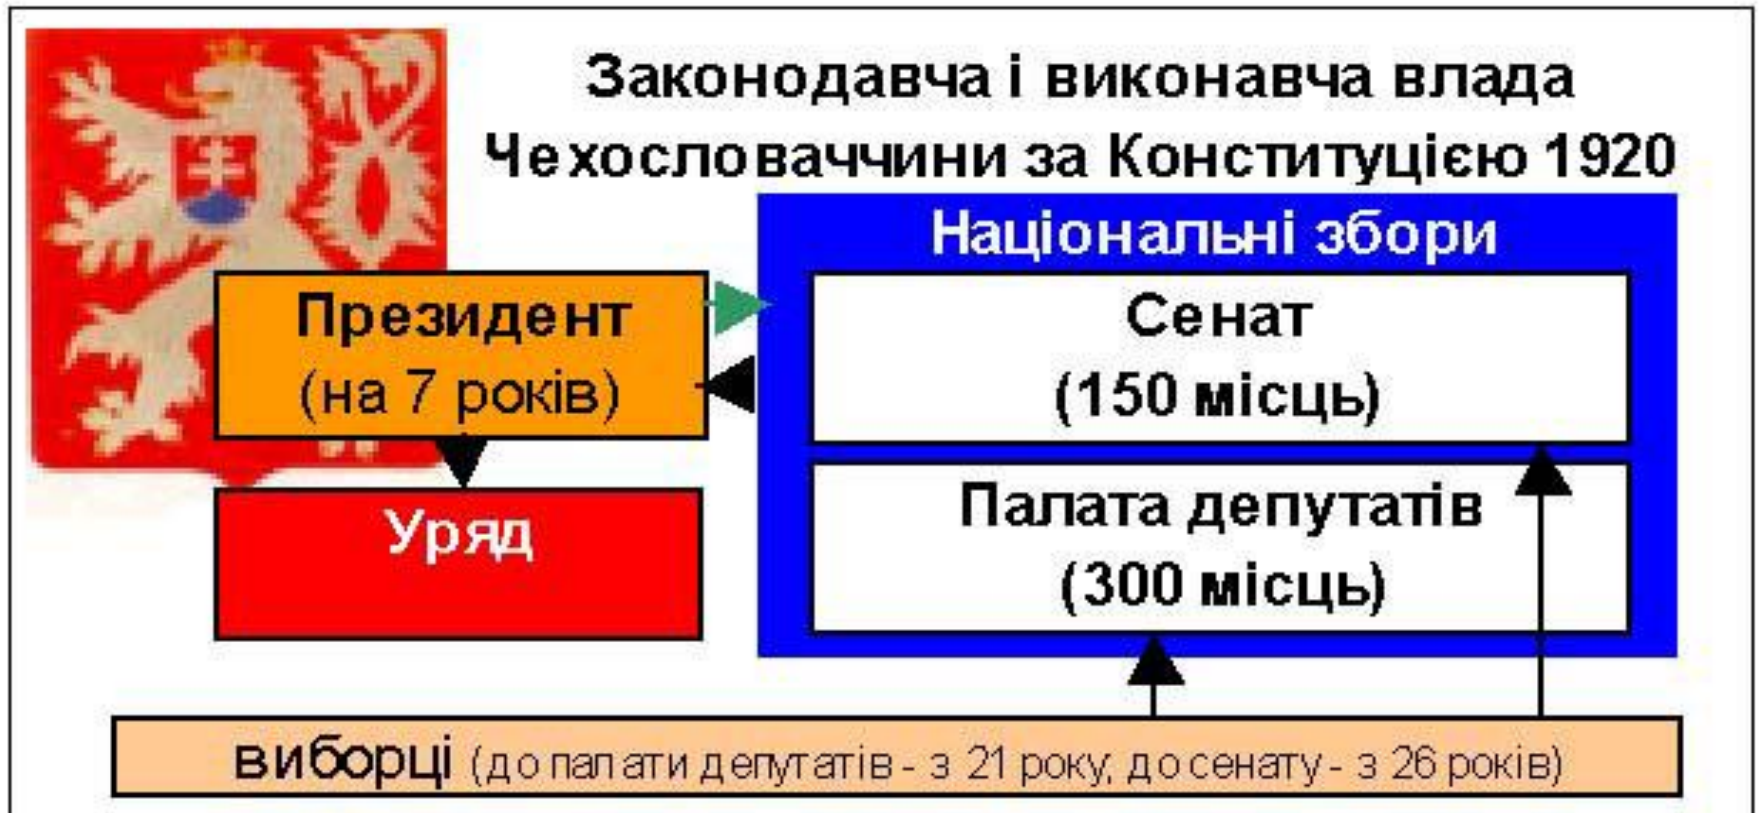 Законодавча і виконавча влада
Чехословаччини за Конституцією 1920
Національні збори
Президент
(на 7 років)
Сенат
(150 місць)
Уряд
Палата депутатів
(300 місць)
виборці (до палати депутатів - з 21 року; до сенату - з 26 років)